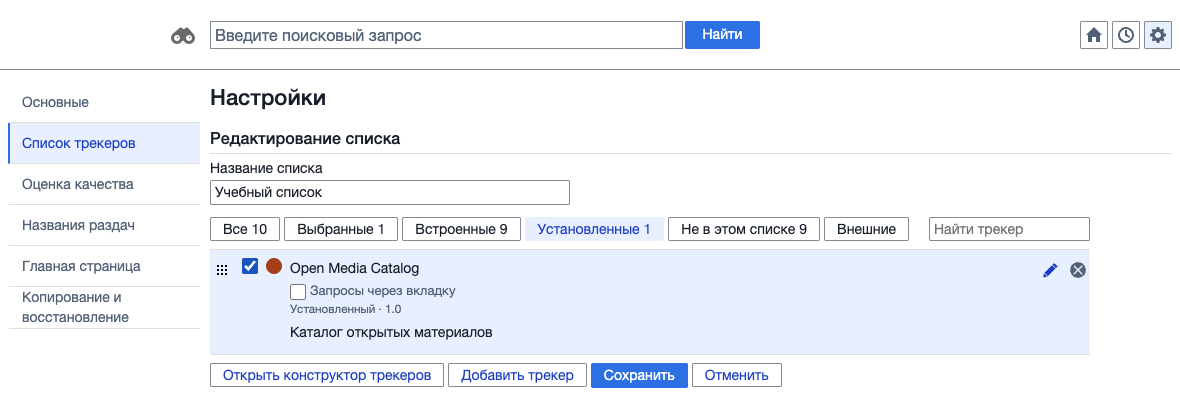 Введите поисковый запрос
Найти
Основные
Список трекеров
Оценка качества
Названия раздач
Главная страница
Копирование и
восстановление
Настройки
Редактирование списка
Название списка
Учебный список
Все 10
Выбранные 1
Встроенные 9
Установленные 1
Не в этом списке 9
Внешние
Найти трекер
Open Media Catalog
Запросы через вкладку
Установленный · 1.0
Каталог открытых материалов
Открыть конструктор трекеров
Добавить трекер
Сохранить
Отменить